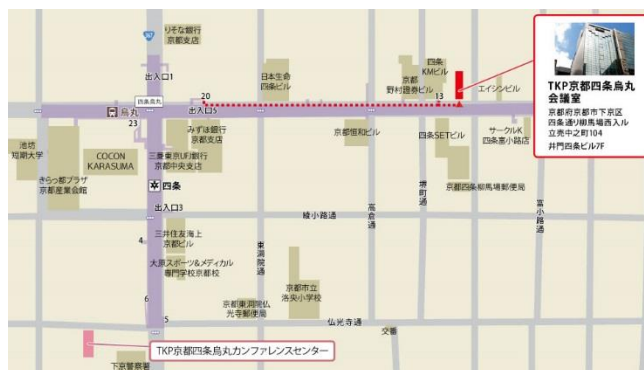 367
りそな銀行
京都支店
出入口1
四条烏丸
20
烏丸
出入口5
23
みずほ銀行
京都支店
池坊
短期大学
COCON
KARASUMA
三菱東京UFJ銀行
京都中央支店
きらっ都プラザ
京都産業会館
四条
出入口3
日本生命
四条ビル
京都
野村證券ビル
四条
KMビル
13
エイシンビル
京都恒和ビル
四条SETビル
サークルK
四条富小路店
京都四条柳馬場郵便局
TKP京都四条烏丸
会議室
京都府京都市下京区
四条通り柳馬場西入ル
立売中之町104
井門四条ビル7F
綾小路通
高倉通
堺町通
富小路通
東洞院通
4
三井住友海上
京都ビル
大原スポーツ&メディカル
専門学校京都校
京都市立
洛央小学校
京都東洞院仏
光寺郵便局
6
5
仏光寺通
交番
TKP京都四条烏丸カンファレンスセンター
下京警察署